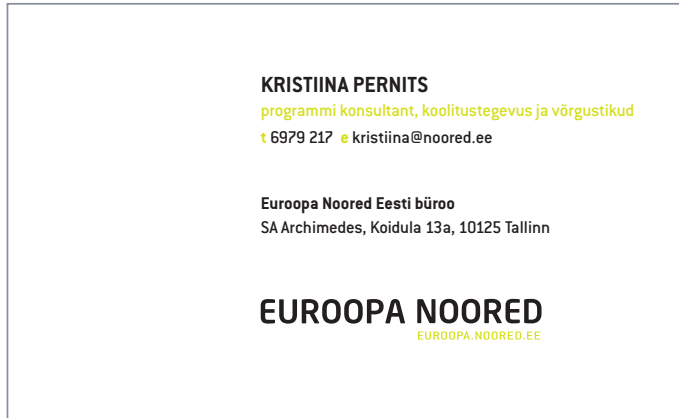 KRISTIINA PERNITS
programmi konsultant, koolitustegevus ja võrgustikud
t 6979 217 e kristiina@noored.ee
Euroopa Noored Eesti büroo
SA Archimedes, Koidula 13a, 10125 Tallinn
EUROOPA NOORED
EUROOPA.NOORED.EE